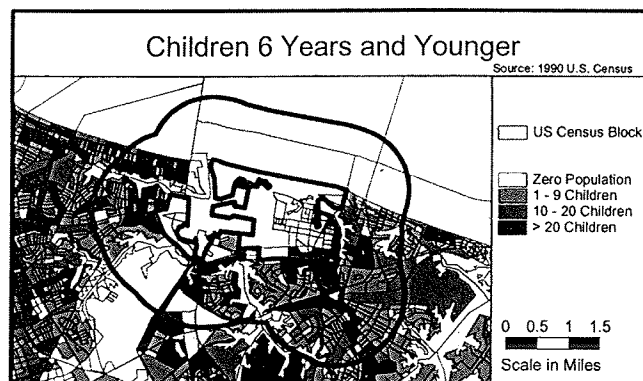 Children 6 Years and Younger
Source: 1990 U.S. Census
US Census Block
Zero Population
1 - 9 Children
10 - 20 Children
> 20 Children
0 0.5 1 1.5
Scale in Miles